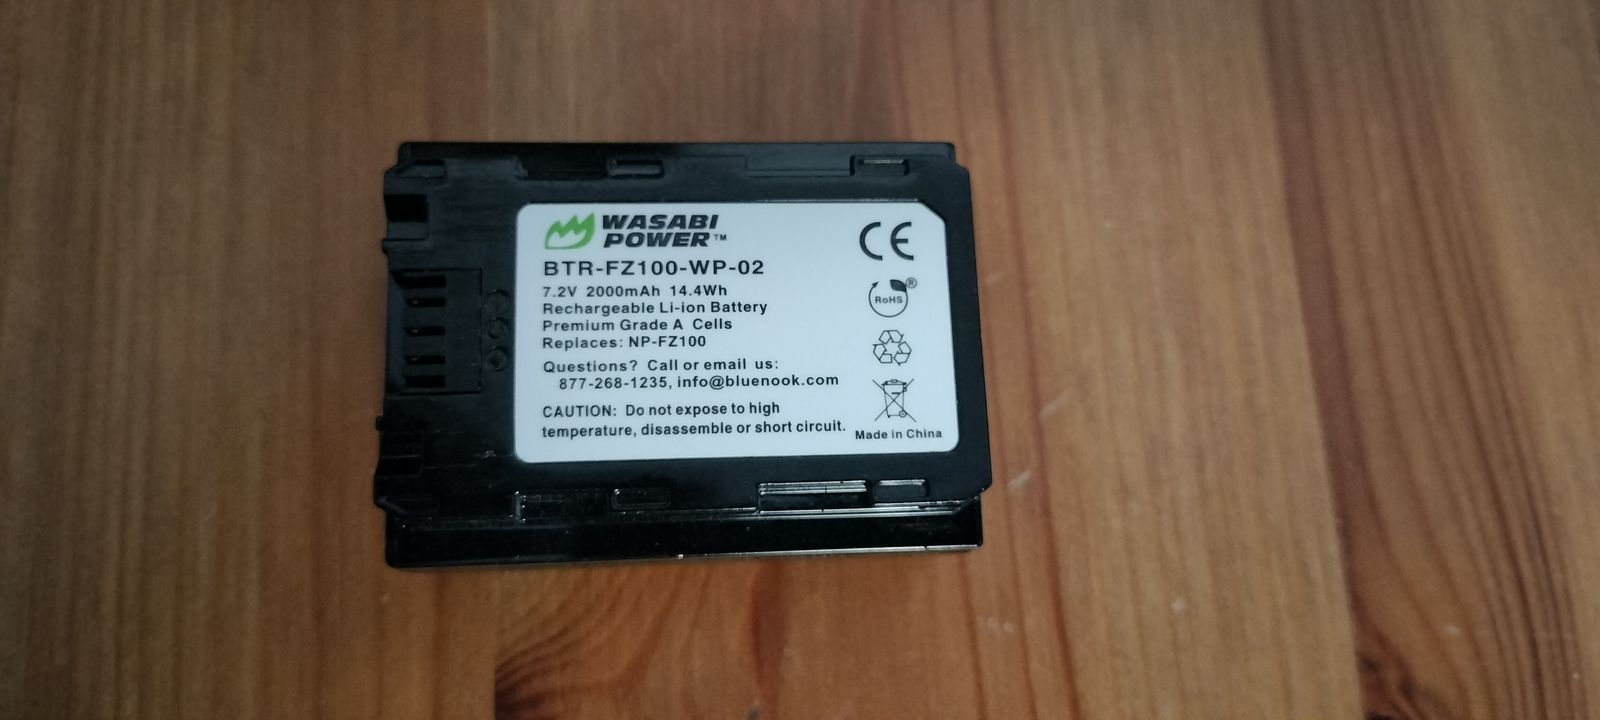 WASABI
POWER™
BTR-FZ100-WP-02
7.2V 2000mAh 14.4Wh
Rechargeable Li-ion Battery
Premium Grade A Cells
Replaces: NP-FZ100
Questions? Call or email us:
877-268-1235, info@bluenook.com
CAUTION: Do not expose to high
temperature, disassemble or short circuit.
CE
RoHS®
Made in China